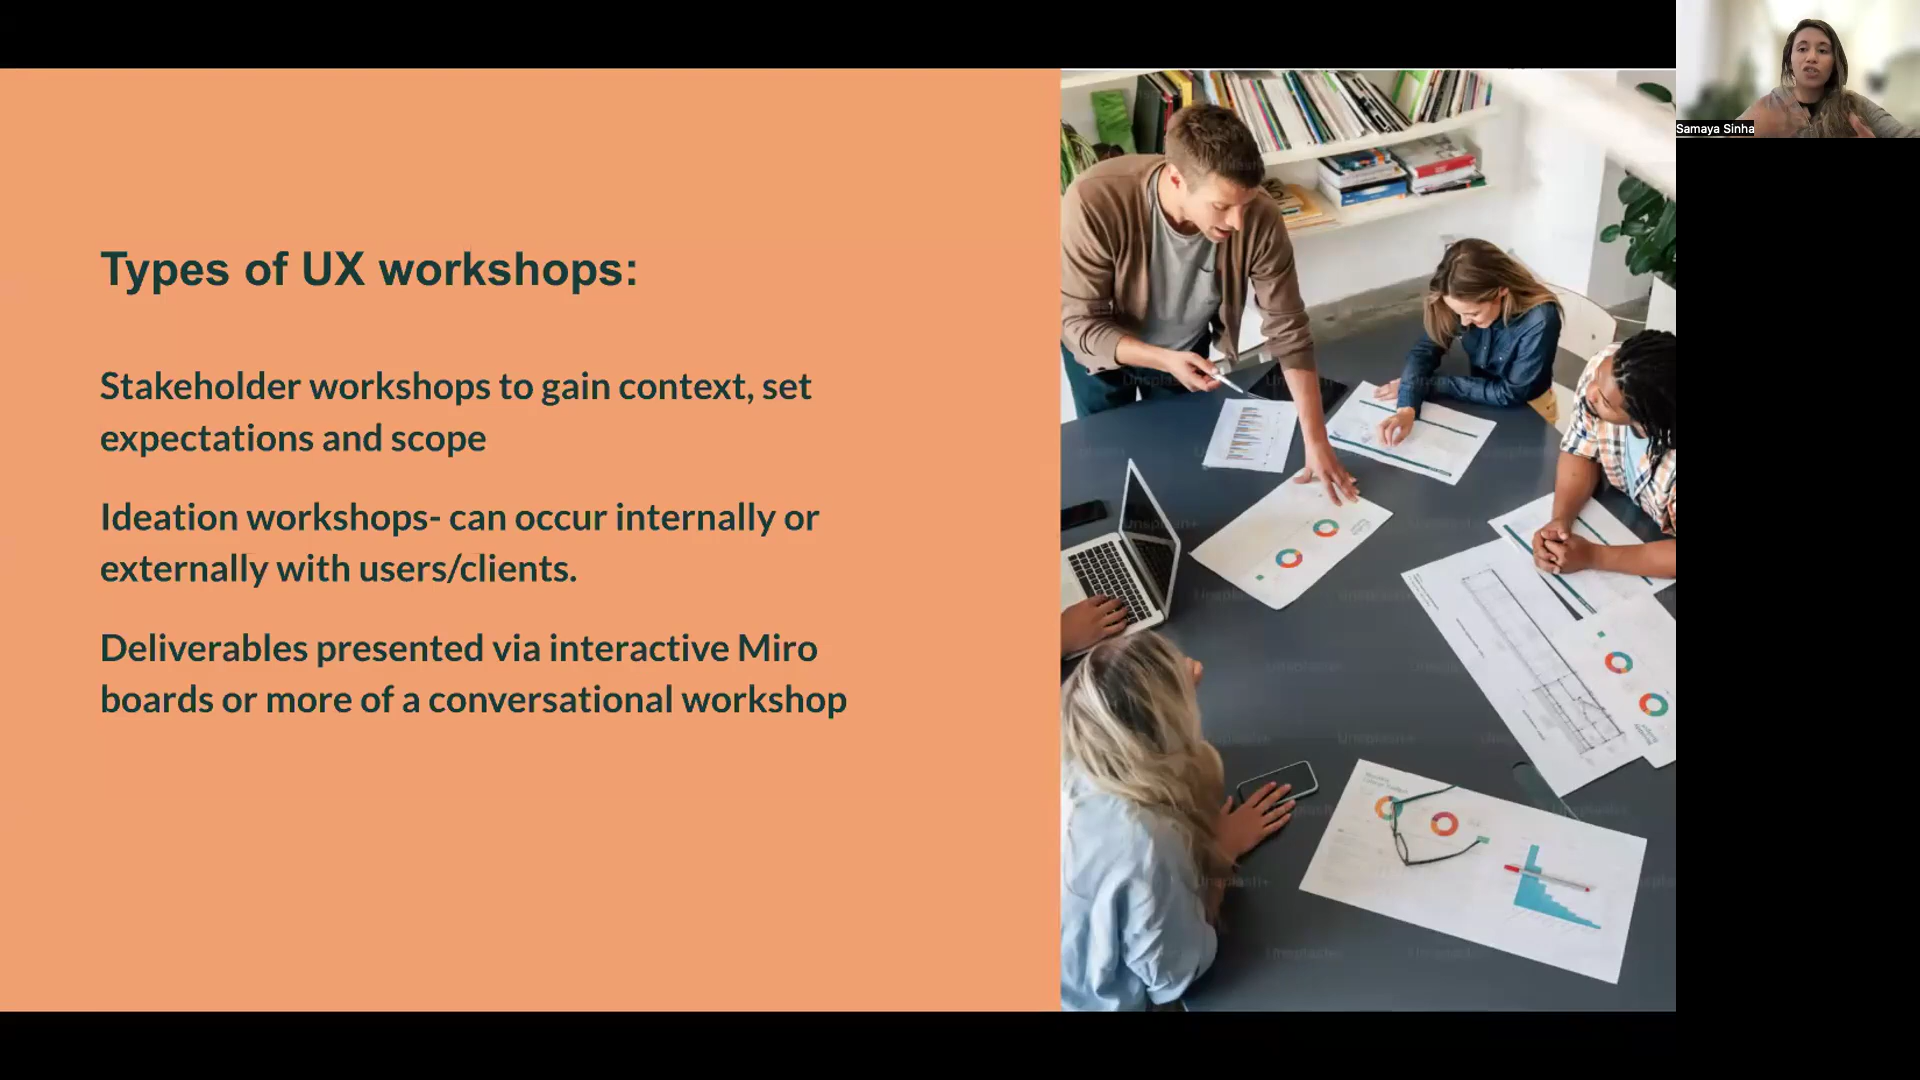 Samaya Sinha
Types of UX workshops:
Stakeholder workshops to gain context, set
expectations and scope
Ideation workshops- can occur internally or
externally with users/clients.
Deliverables presented via interactive Miro
boards or more of a conversational workshop
Unsplash+